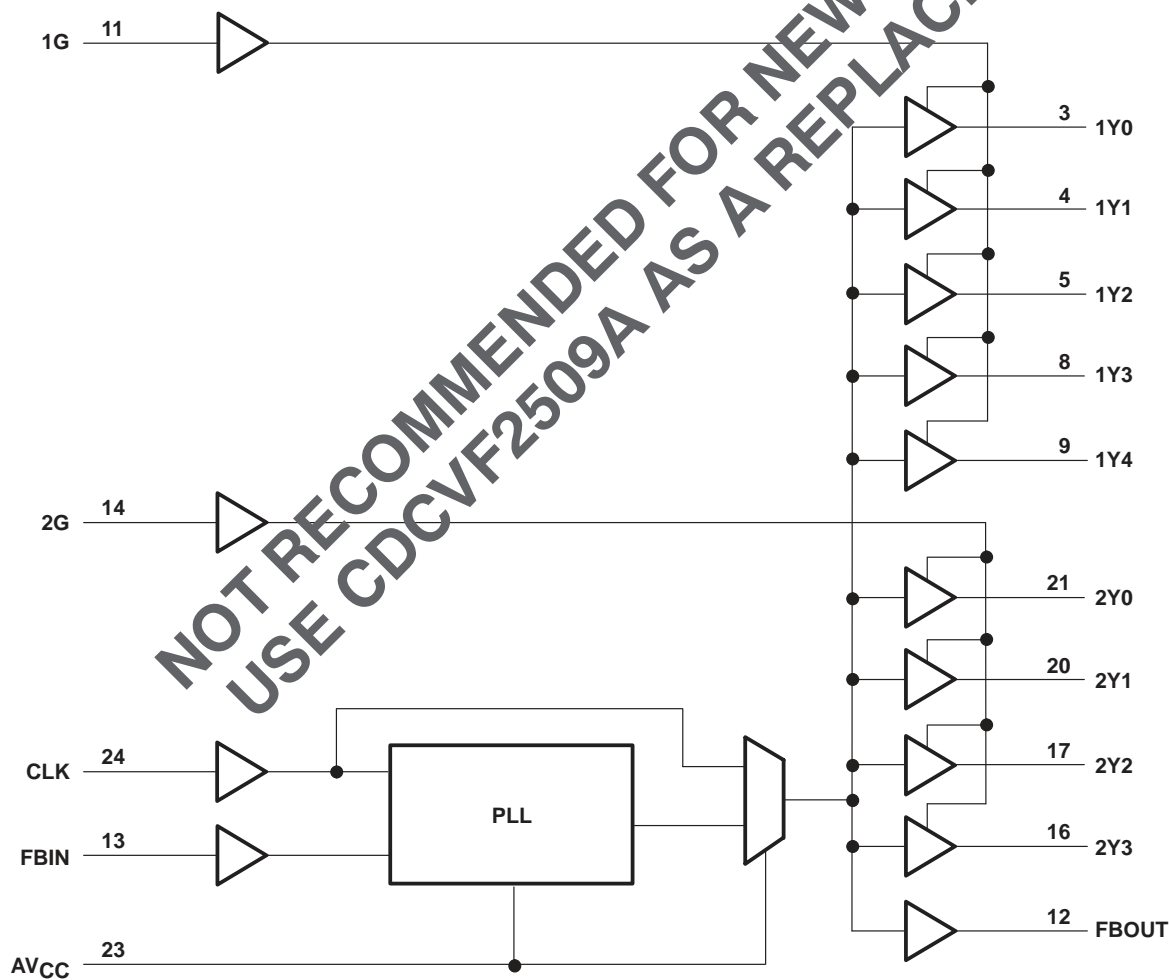 1G 11
3 1Y0
4 1Y1
5 1Y2
8 1Y3
9 1Y4
2G 14
21 2Y0
20 2Y1
17 2Y2
16 2Y3
12 FBOUT
CLK 24
FBIN 13
AVCC 23
PLL
NOT RECOMMENDED FOR NEW
USE CDCVF2509A AS A